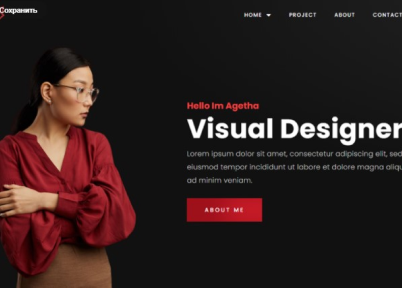 Сохранить
HOME PROJECT ABOUT CONTACT
Hello Im Agetha
Visual Designer
Lorem ipsum dolor sit amet, consectetur adipiscing elit, sed
eiusmod tempor incididunt ut labore et dolore magna aliqu
ad minim veniam.
ABOUT ME